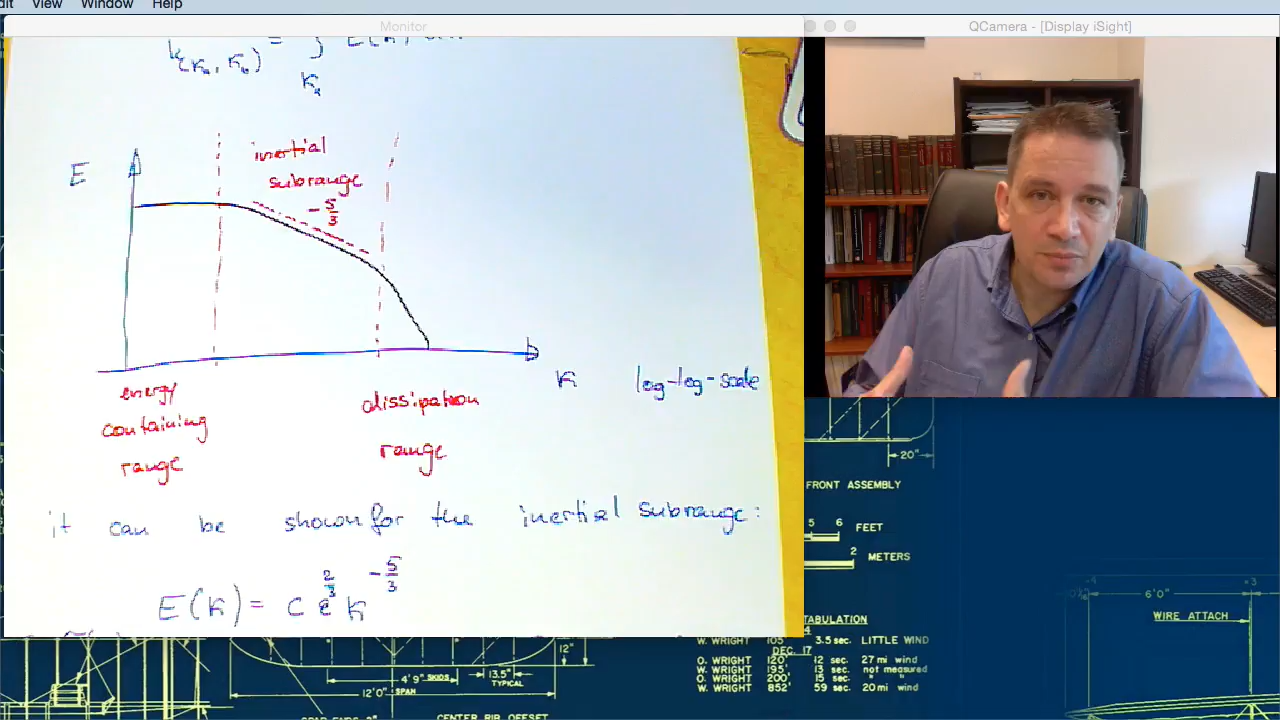 View
Window
Help
Monitor
QCamera - [Display iSight]
E
inertial
subrange
-5/3
κ
log-log-scale
energy
containing
range
dissipation
range
it can be shown for the inertial subrange:
E(κ) = C ε^2/3 κ^-5/3
20"
FRONT ASSEMBLY
5 6 FEET
2 METERS
TABULATION
W. WRIGHT 105' 3.5 sec. LITTLE WIND
DEC. 17
O. WRIGHT 120' 12 sec. 27 mi wind
W. WRIGHT 195' 13 sec. not measured
O. WRIGHT 200' 15 sec. "
W. WRIGHT 852' 59 sec. 20 mi wind
6'0"
WIRE ATTACH
12"
4'9" SKIDS
13.5"
TYPICAL
12'0" SPAN
CENTER RIB OFFSET